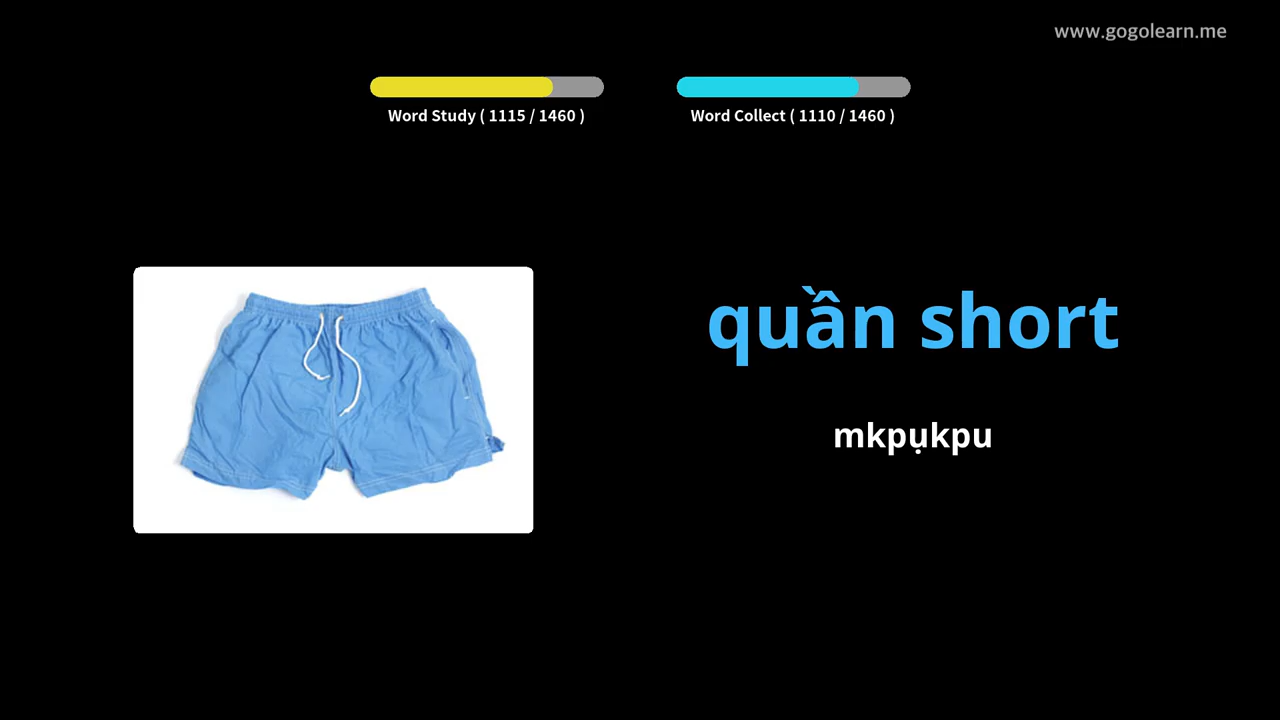 www.gogolearn.me
Word Study ( 1115 / 1460 )
Word Collect ( 1110 / 1460 )
quần short
mkpụkpu